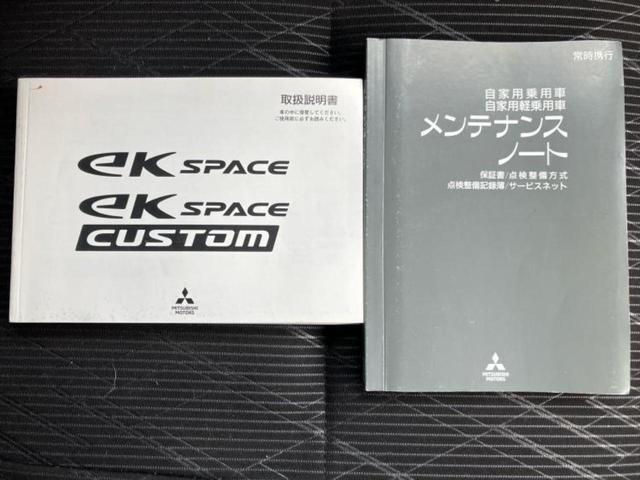 取扱説明書
車の中に保管してください。
ご使用前に必ずお読みください。
eK SPACE
eK SPACE
CUSTOM
MITSUBISHI
MOTORS
常時携行
自家用乗用車
自家用軽乗用車
メンテナンス
ノート
保証書/点検整備方式
点検整備記録簿/サービスネット
MITSUBISHI
MOTORS